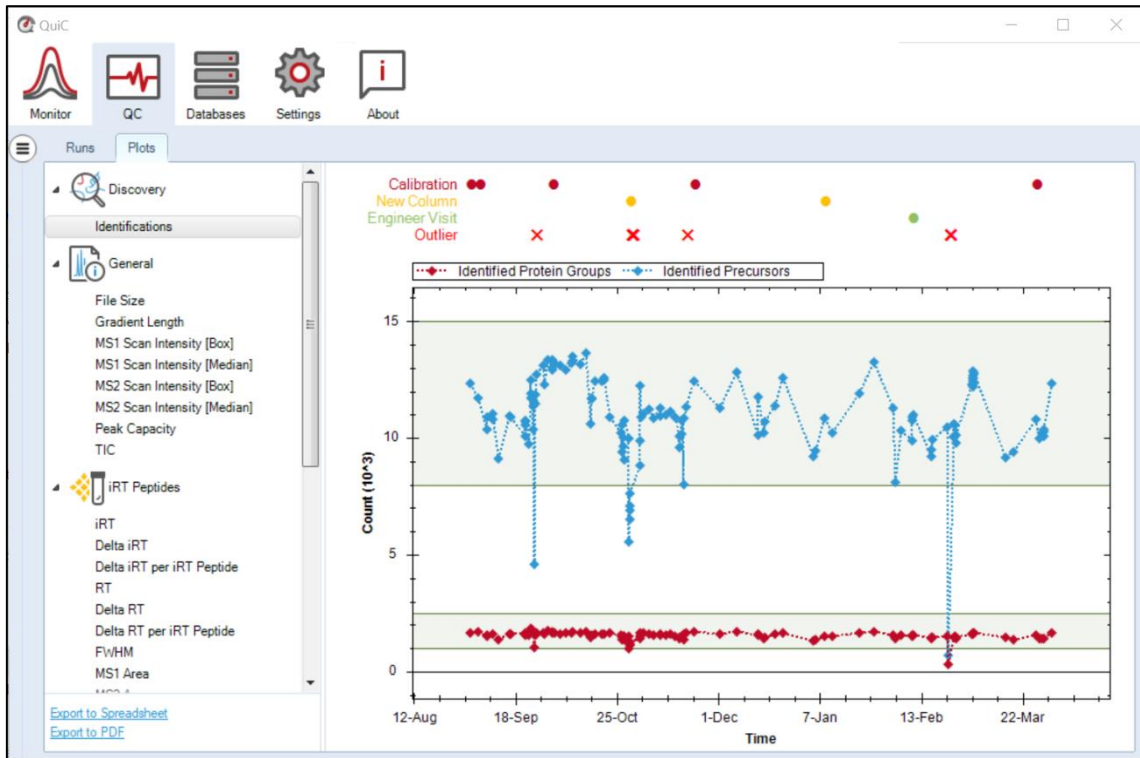 QuiC
Monitor QC Databases Settings About
Runs Plots
Discovery
Identifications
General
File Size
Gradient Length
MS1 Scan Intensity [Box]
MS1 Scan Intensity [Median]
MS2 Scan Intensity [Box]
MS2 Scan Intensity [Median]
Peak Capacity
TIC
iRT Peptides
iRT
Delta iRT
Delta iRT per iRT Peptide
RT
Delta RT
Delta RT per iRT Peptide
FWHM
MS1 Area
Export to Spreadsheet
Export to PDF
Calibration
New Column
Engineer Visit
Outlier
Identified Protein Groups Identified Precursors
Count (10^3)
15
10
5
0
12-Aug 18-Sep 25-Oct 1-Dec 7-Jan 13-Feb 22-Mar
Time